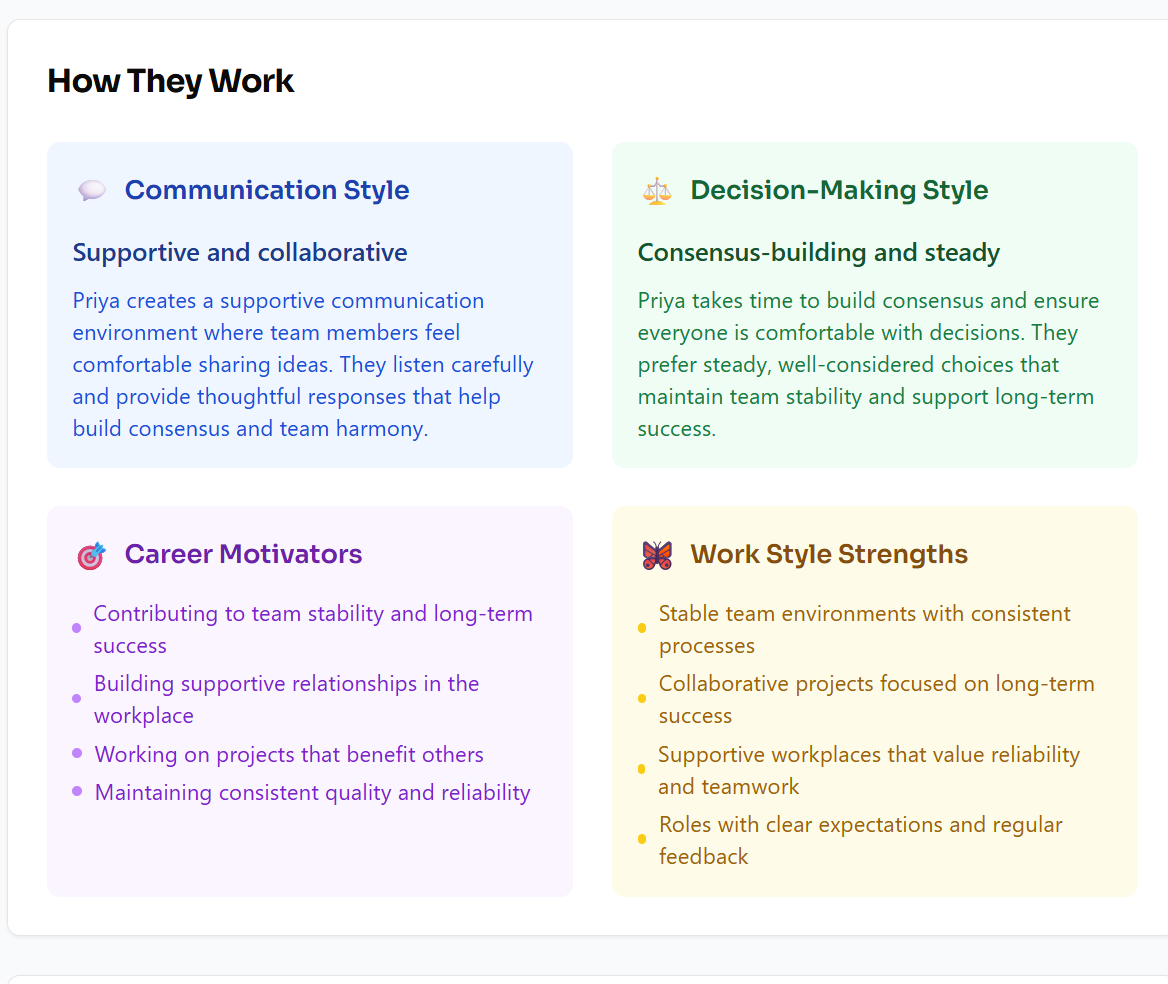 How They Work
Communication Style
Supportive and collaborative
Priya creates a supportive communication
environment where team members feel
comfortable sharing ideas. They listen carefully
and provide thoughtful responses that help
build consensus and team harmony.
Decision-Making Style
Consensus-building and steady
Priya takes time to build consensus and ensure
everyone is comfortable with decisions. They
prefer steady, well-considered choices that
maintain team stability and support long-term
success.
Career Motivators
Contributing to team stability and long-term
success
Building supportive relationships in the
workplace
Working on projects that benefit others
Maintaining consistent quality and reliability
Work Style Strengths
Stable team environments with consistent
processes
Collaborative projects focused on long-term
success
Supportive workplaces that value reliability
and teamwork
Roles with clear expectations and regular
feedback